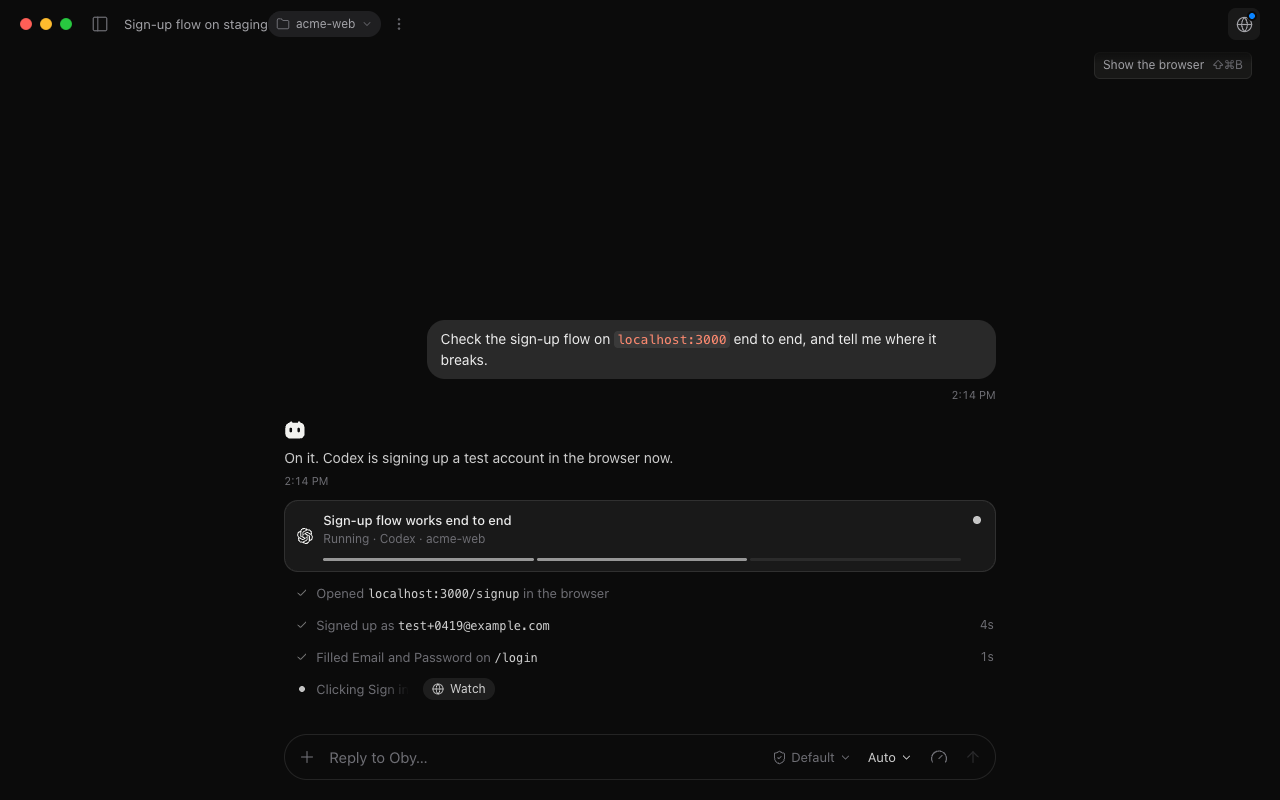 Sign-up flow on staging
acme-web
Show the browser ⇧⌘B
Check the sign-up flow on localhost:3000 end to end, and tell me where it
breaks.
2:14 PM
On it. Codex is signing up a test account in the browser now.
2:14 PM
Sign-up flow works end to end
Running · Codex · acme-web
Opened localhost:3000/signup in the browser
Signed up as test+0419@example.com 4s
Filled Email and Password on /login 1s
Clicking Sign in Watch
Reply to Oby... Default Auto